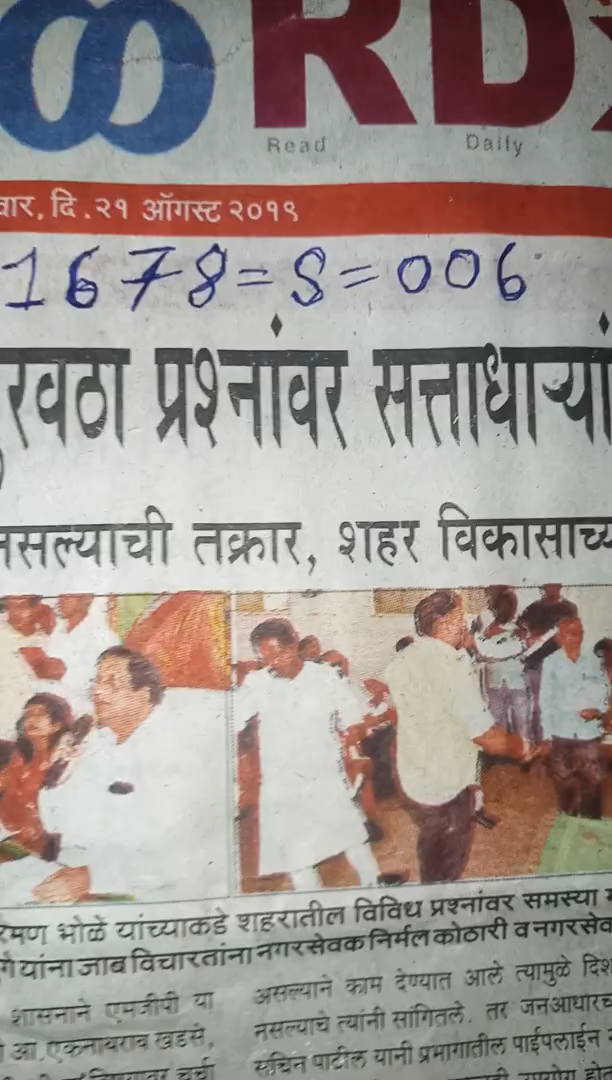 RD
Read Daily
वार, दि. २१ ऑगस्ट २०१९
1678=S=006
रवठा प्रश्नांवर सत्ताधाऱ्यां
नसल्याची तक्रार, शहर विकासाच्य
रमण भोळे यांच्याकडे शहरातील विविध प्रश्नांवर समस्या
गे यांना जाब विचारतांना नगरसेवक निर्मल कोठारी व नगरसेव
शासनाने एमजीपी या
आ.एकनाथराव खडसे,
चर्चा
असल्याने काम देण्यात आले त्यामुळे दिश
नसल्याचे त्यांनी सांगितले. तर जनआधारच
सचिन पाटील यांनी प्रभागातील पाईपलाईन